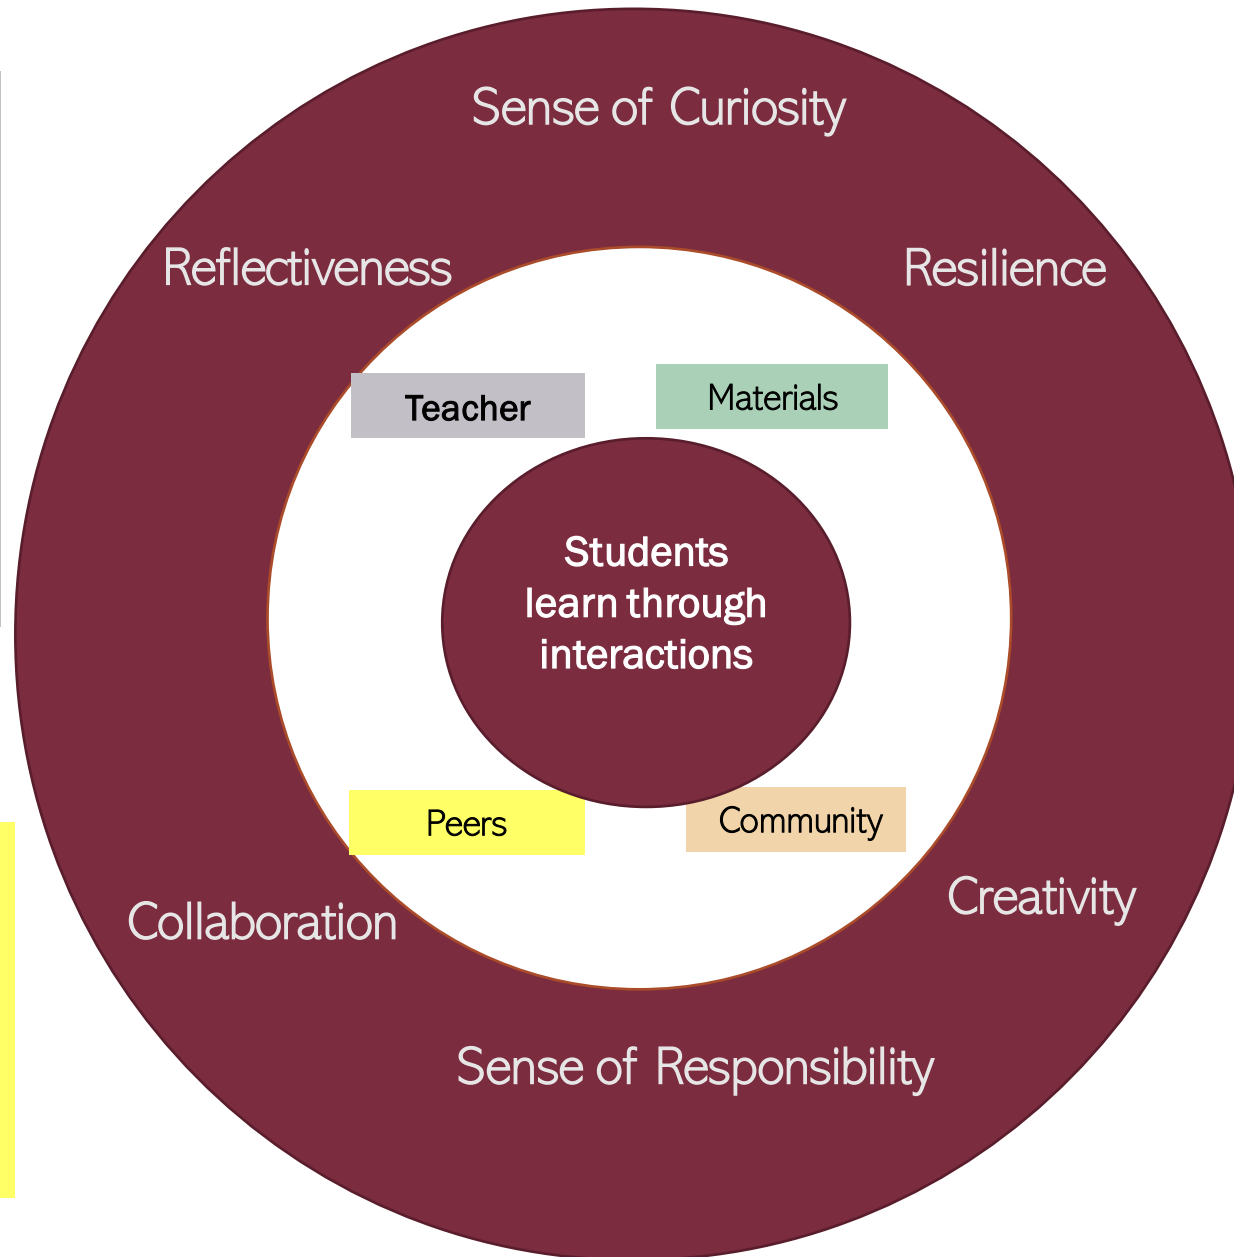 Sense of Curiosity
Reflectiveness
Resilience
Teacher
Materials
Students
learn through
interactions
Peers
Community
Collaboration
Creativity
Sense of Responsibility